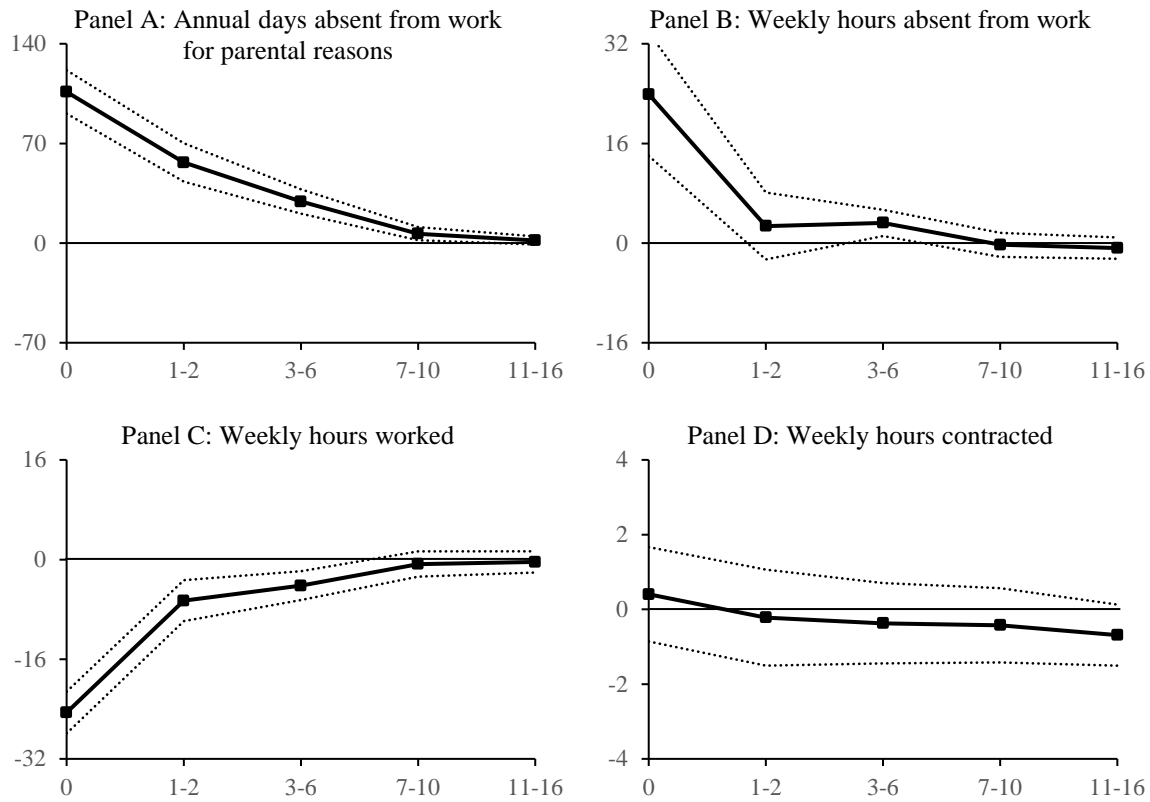 Panel A: Annual days absent from work
for parental reasons
140
70
0
-70
0 1-2 3-6 7-10 11-16
Panel B: Weekly hours absent from work
32
16
0
-16
0 1-2 3-6 7-10 11-16
Panel C: Weekly hours worked
16
0
-16
-32
0 1-2 3-6 7-10 11-16
Panel D: Weekly hours contracted
4
2
0
-2
-4
0 1-2 3-6 7-10 11-16